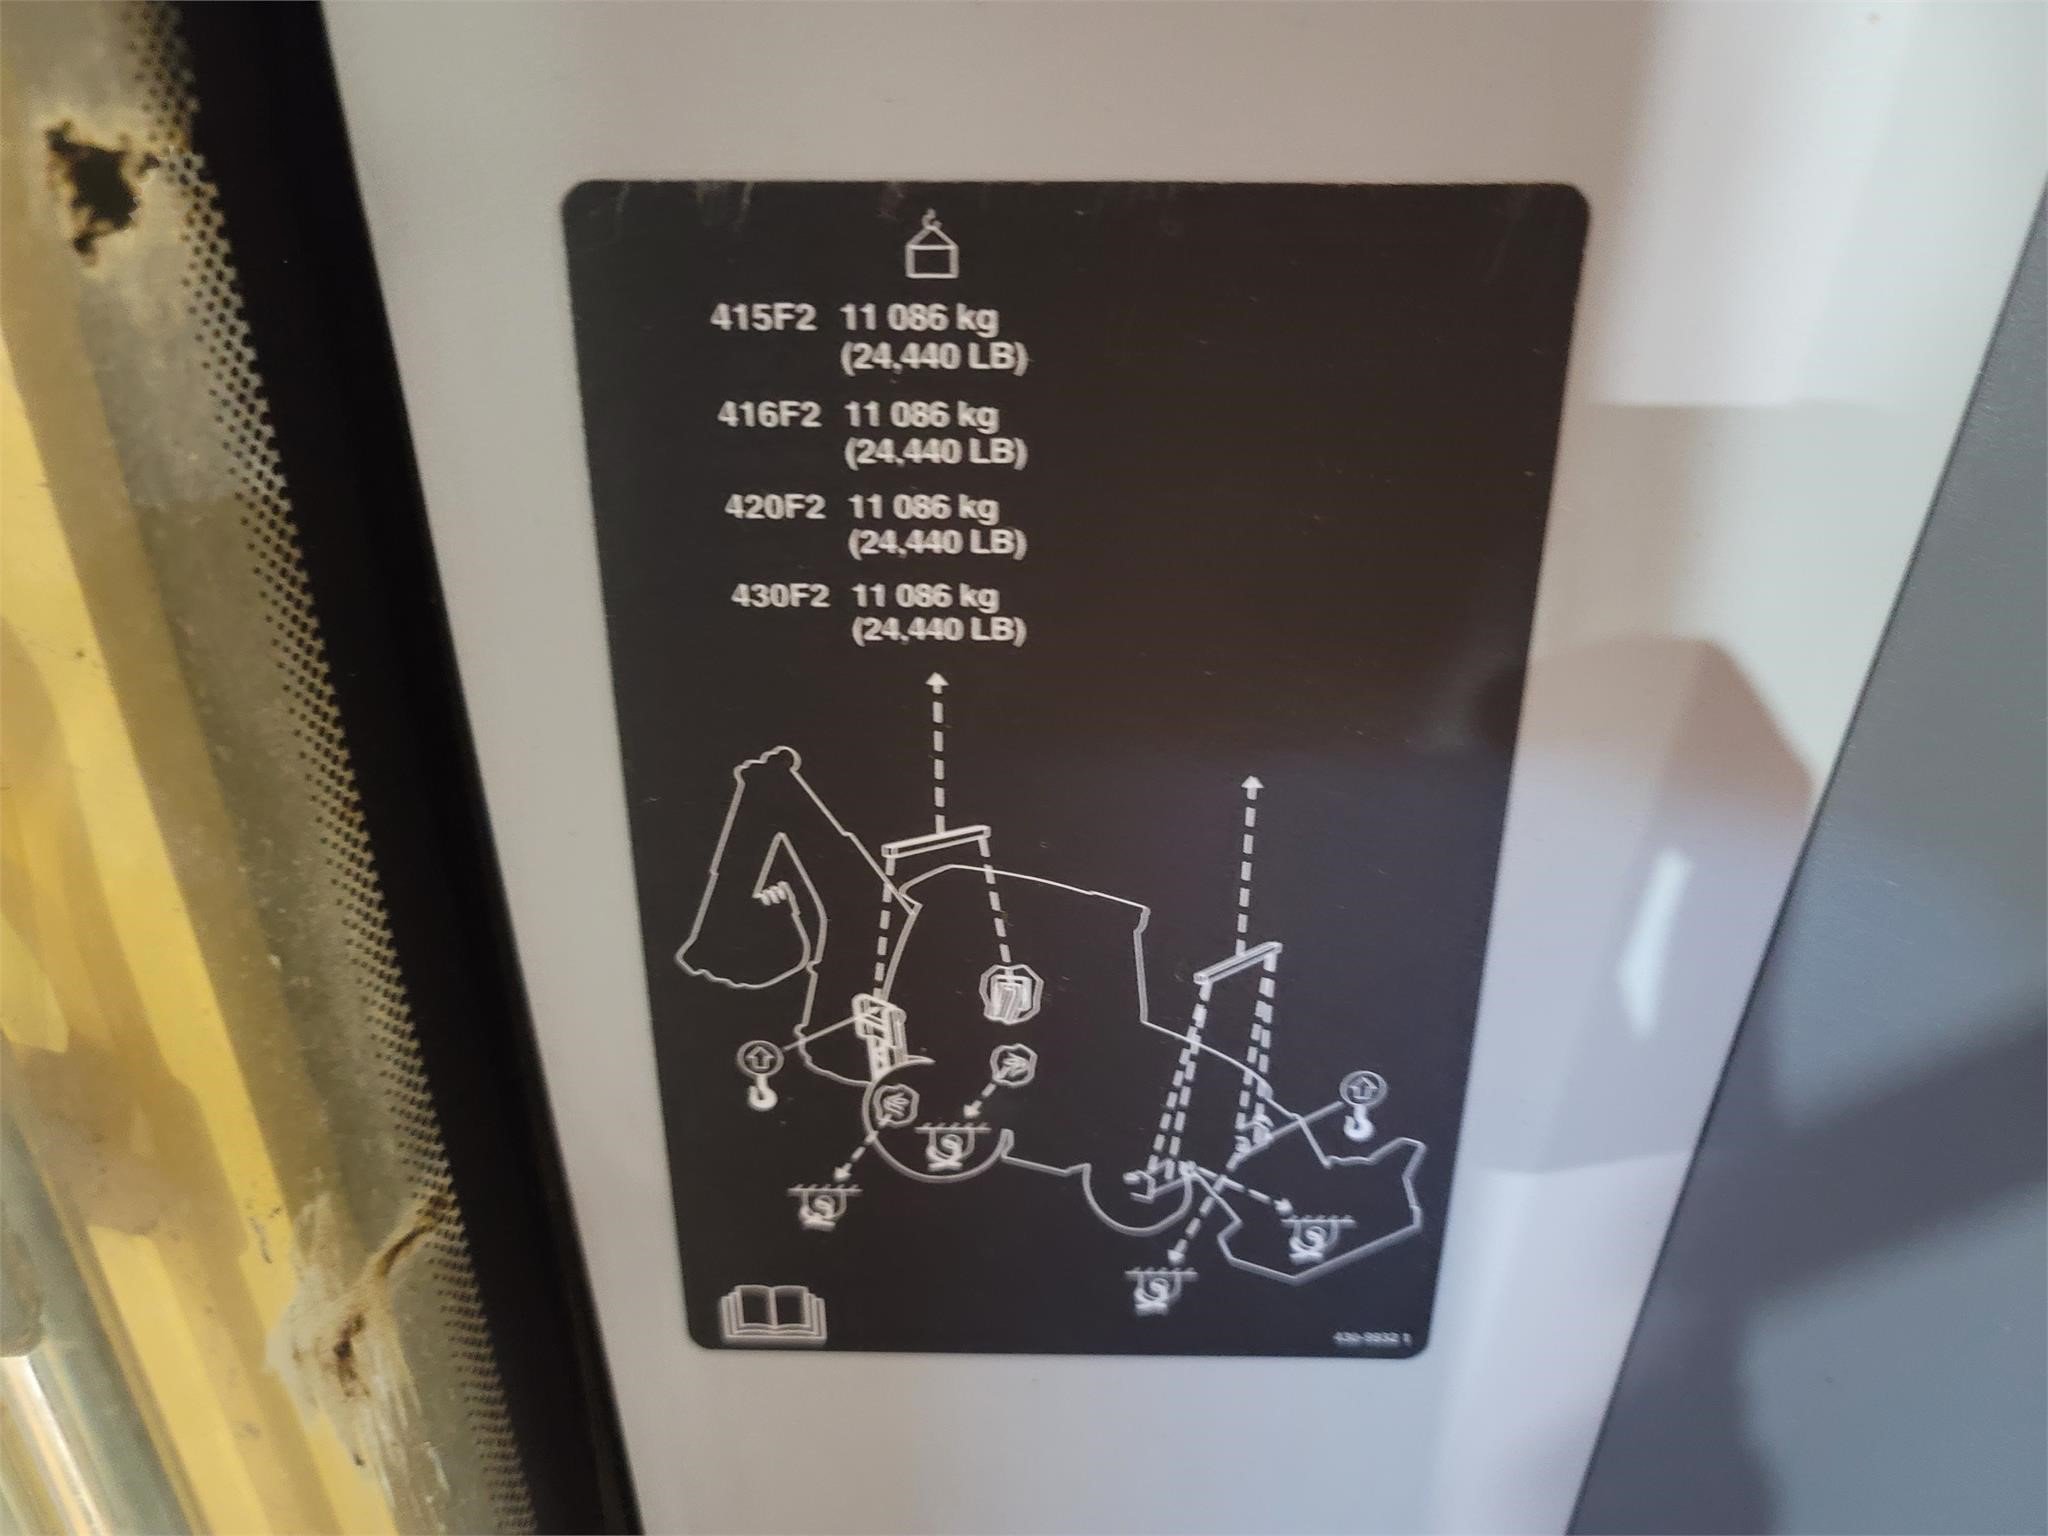 415F2 11 086 kg
(24,440 LB)
416F2 11 086 kg
(24,440 LB)
420F2 11 086 kg
(24,440 LB)
430F2 11 086 kg
(24,440 LB)